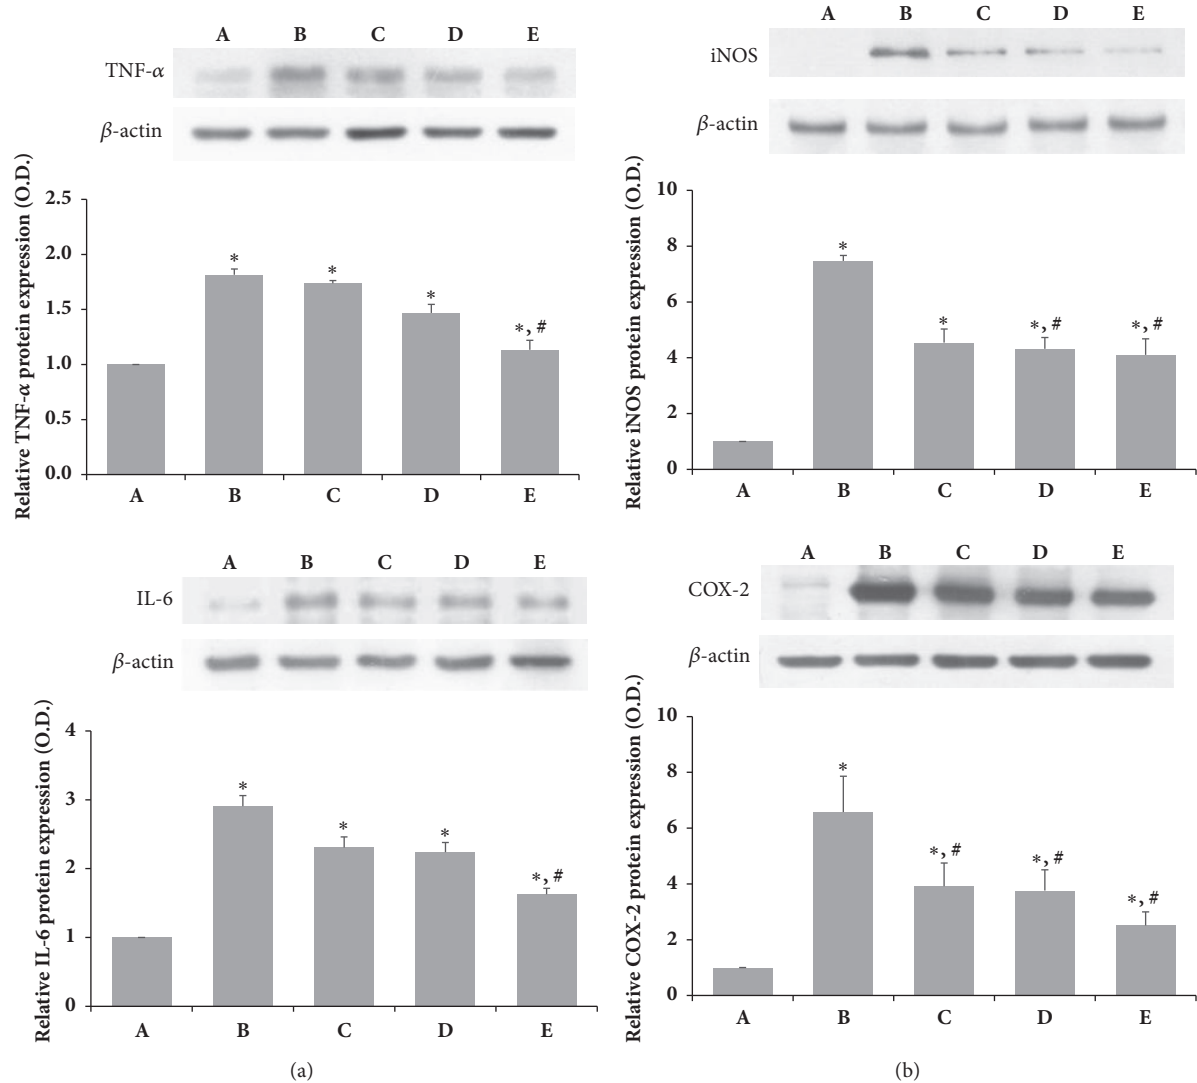 A B C D E
TNF-α
β-actin
Relative TNF-α protein expression (O.D.)
2.5
2.0
1.5
1.0
0.5
0.0
*
*
*
*, #
A B C D E
A B C D E
IL-6
β-actin
Relative IL-6 protein expression (O.D.)
4
3
2
1
0
*
*
*
*, #
A B C D E
(a)
A B C D E
iNOS
β-actin
Relative iNOS protein expression (O.D.)
10
8
6
4
2
0
*
*
*, #
*, #
A B C D E
A B C D E
COX-2
β-actin
Relative COX-2 protein expression (O.D.)
10
8
6
4
2
0
*
*, #
*, #
*, #
A B C D E
(b)